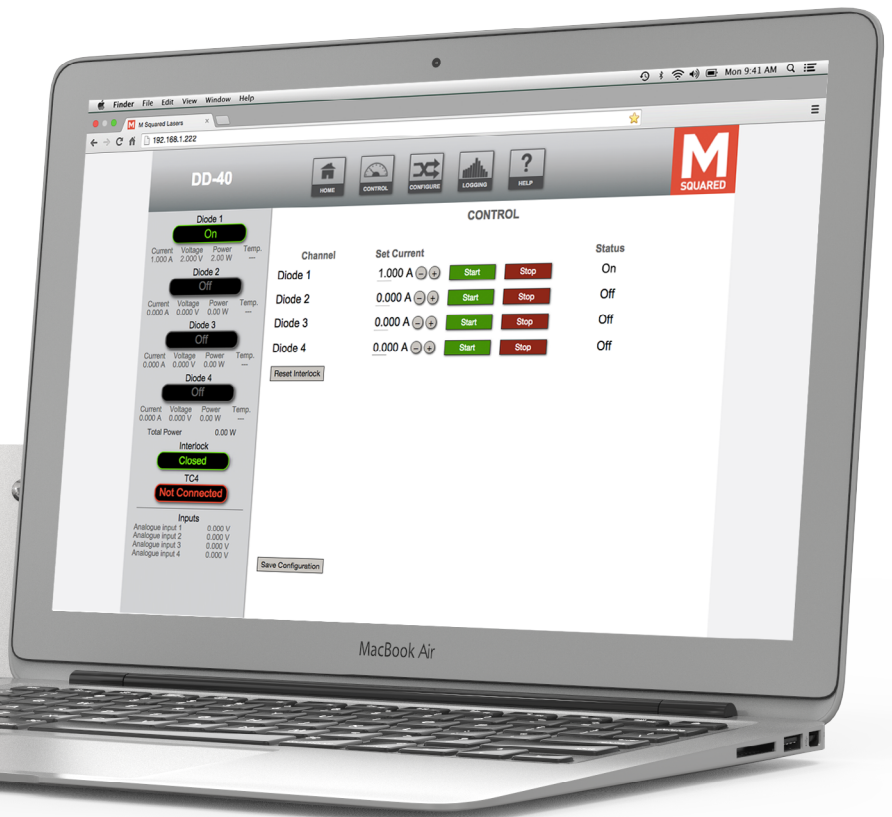 Finder File Edit View Window Help
Mon 9:41 AM
M M Squared Lasers ×
192.168.1.222
DD-40
HOME
CONTROL
CONFIGURE
LOGGING
?
HELP
M
SQUARED
Diode 1
On
Current Voltage Power Temp.
1.000 A 2.000 V 2.00 W ---
Diode 2
Off
Current Voltage Power Temp.
0.000 A 0.000 V 0.00 W ---
Diode 3
Off
Current Voltage Power Temp.
0.000 A 0.000 V 0.00 W ---
Diode 4
Off
Current Voltage Power Temp.
0.000 A 0.000 V 0.00 W ---
Total Power 0.00 W
Interlock
Closed
TC4
Not Connected
Inputs
Analogue input 1 0.000 V
Analogue input 2 0.000 V
Analogue input 3 0.000 V
Analogue input 4 0.000 V
CONTROL
Channel Set Current Status
Diode 1 1.000 A − + Start Stop On
Diode 2 0.000 A − + Start Stop Off
Diode 3 0.000 A − + Start Stop Off
Diode 4 0.000 A − + Start Stop Off
Reset Interlock
Save Configuration
MacBook Air